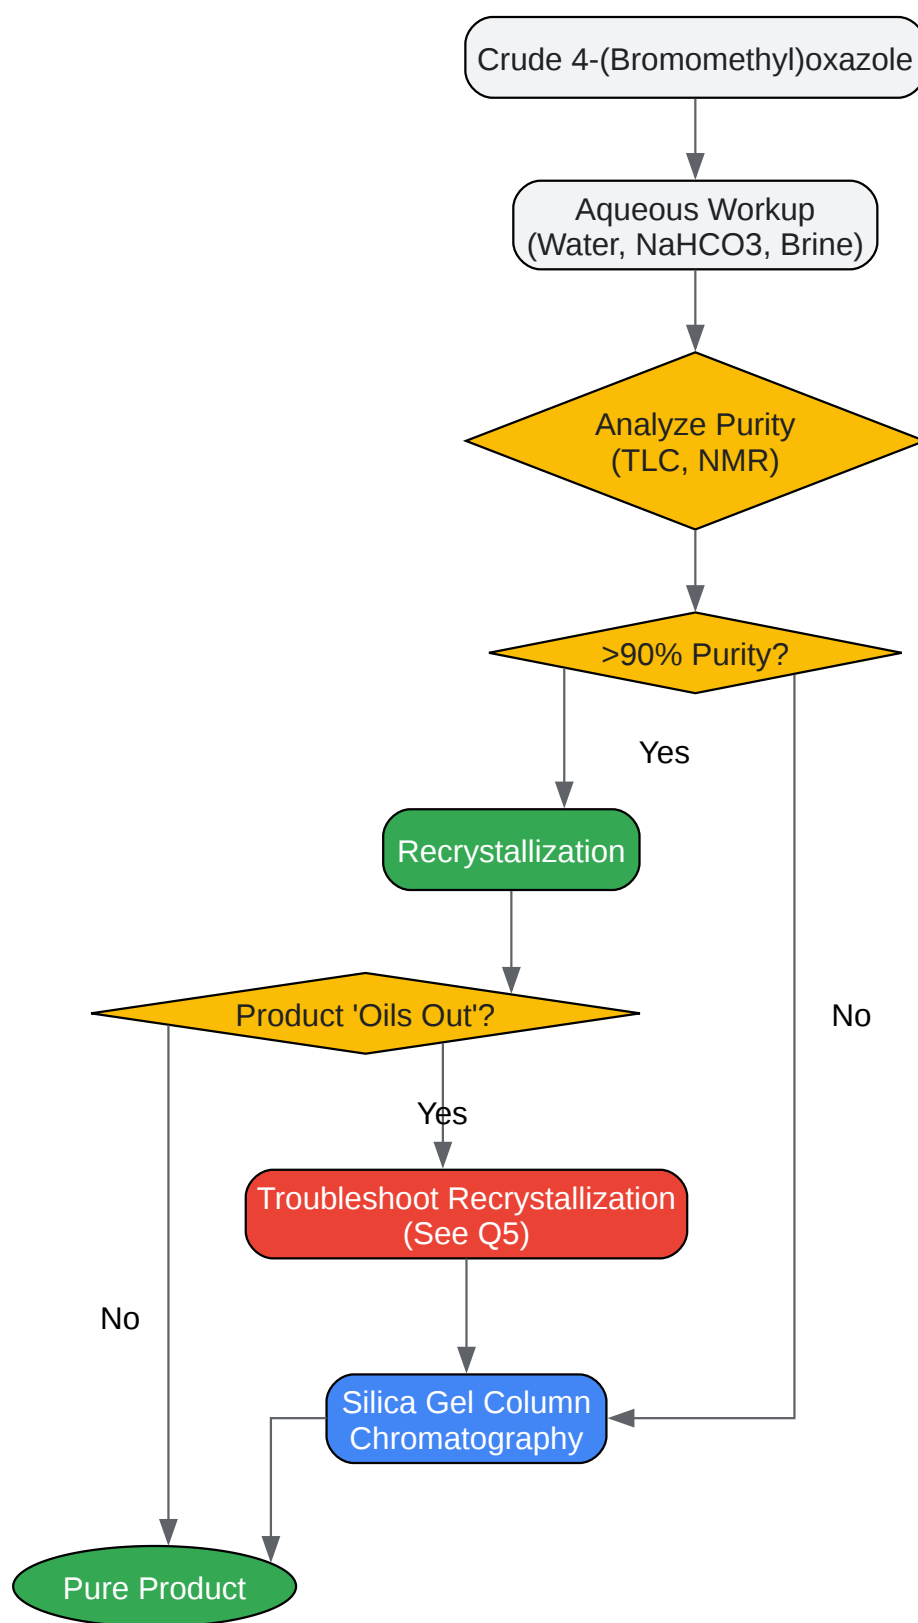 Crude 4-(Bromomethyl)oxazole
Aqueous Workup
(Water, NaHCO3, Brine)
Analyze Purity
(TLC, NMR)
>90% Purity?
Yes
Recrystallization
Product 'Oils Out'?
No
Yes
Troubleshoot Recrystallization
(See Q5)
No
Silica Gel Column
Chromatography
Pure Product